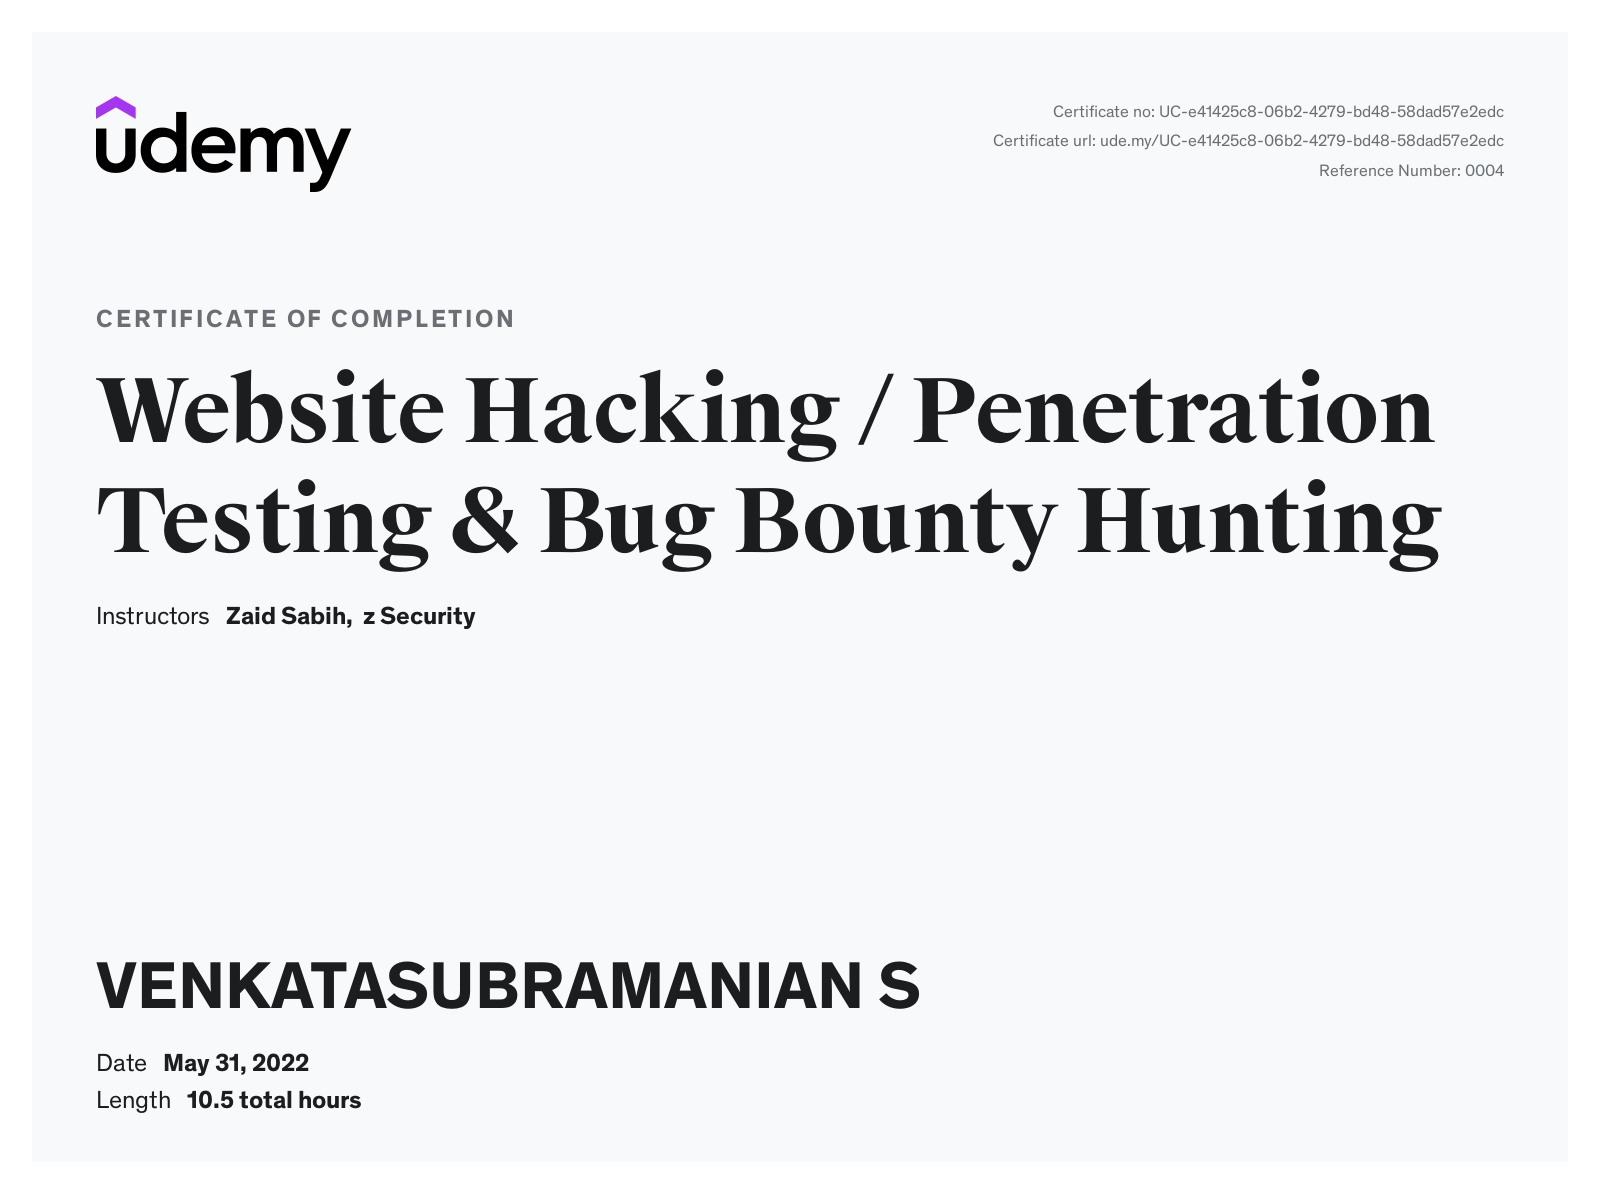 udemy
Certificate no: UC-e41425c8-06b2-4279-bd48-58dad57e2edc
Certificate url: ude.my/UC-e41425c8-06b2-4279-bd48-58dad57e2edc
Reference Number: 0004
CERTIFICATE OF COMPLETION
Website Hacking / Penetration
Testing & Bug Bounty Hunting
Instructors Zaid Sabih, z Security
VENKATASUBRAMANIAN S
Date May 31, 2022
Length 10.5 total hours